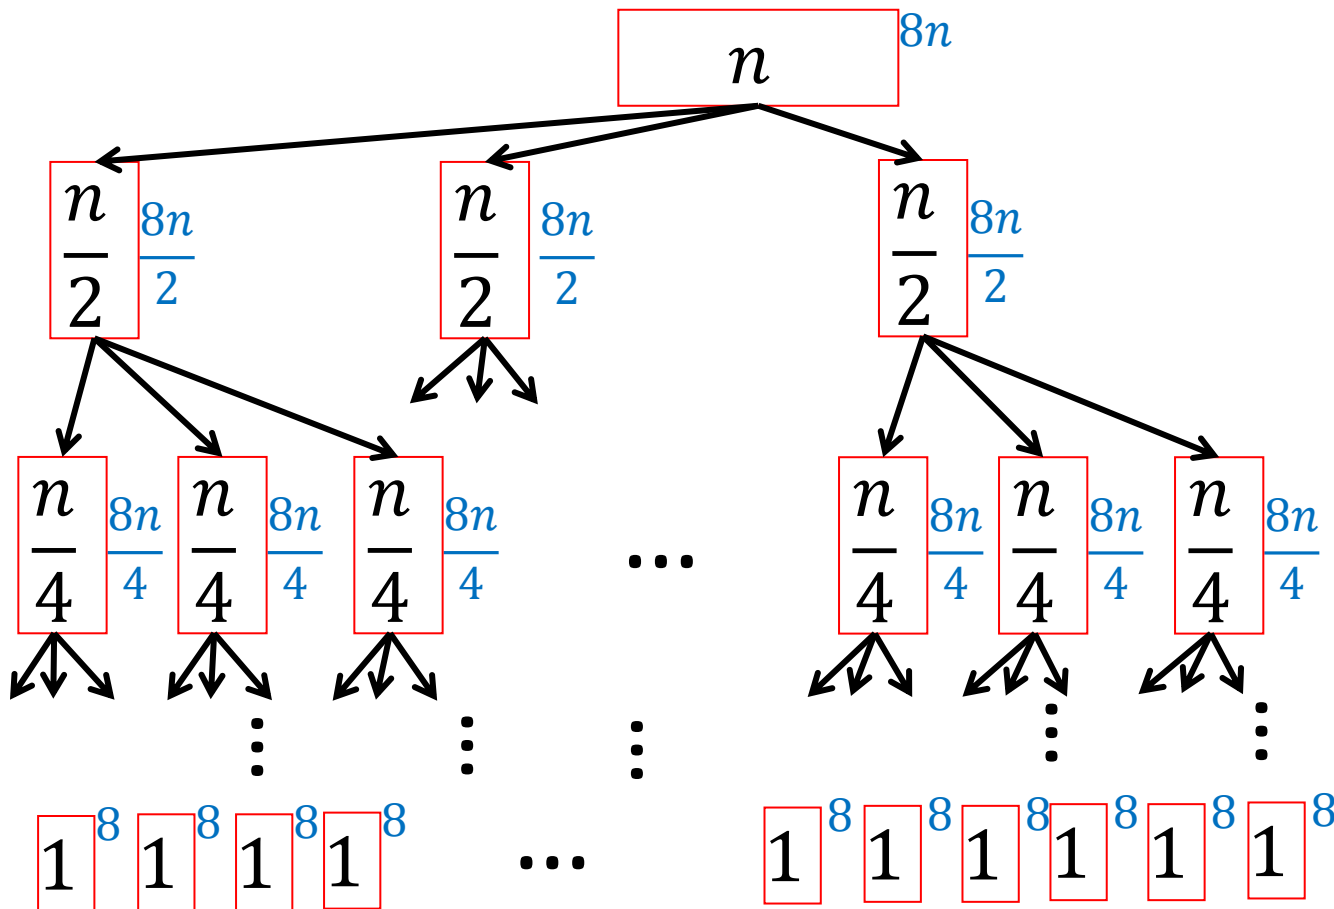 n 8n
n/2 8n/2 n/2 8n/2 n/2 8n/2
n/4 8n/4 n/4 8n/4 n/4 8n/4 … n/4 8n/4 n/4 8n/4 n/4 8n/4
⋮ ⋮ ⋮ ⋮ ⋮
1 8 1 8 1 8 1 8 … 1 8 1 8 1 8 1 8 1 8 1 8